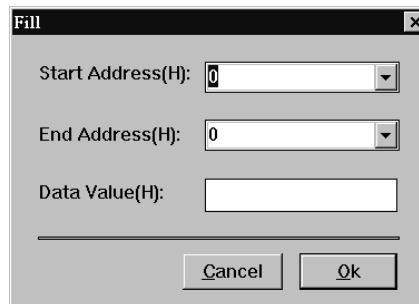 Fill
Start Address(H): 0
End Address(H): 0
Data Value(H):
Cancel Ok